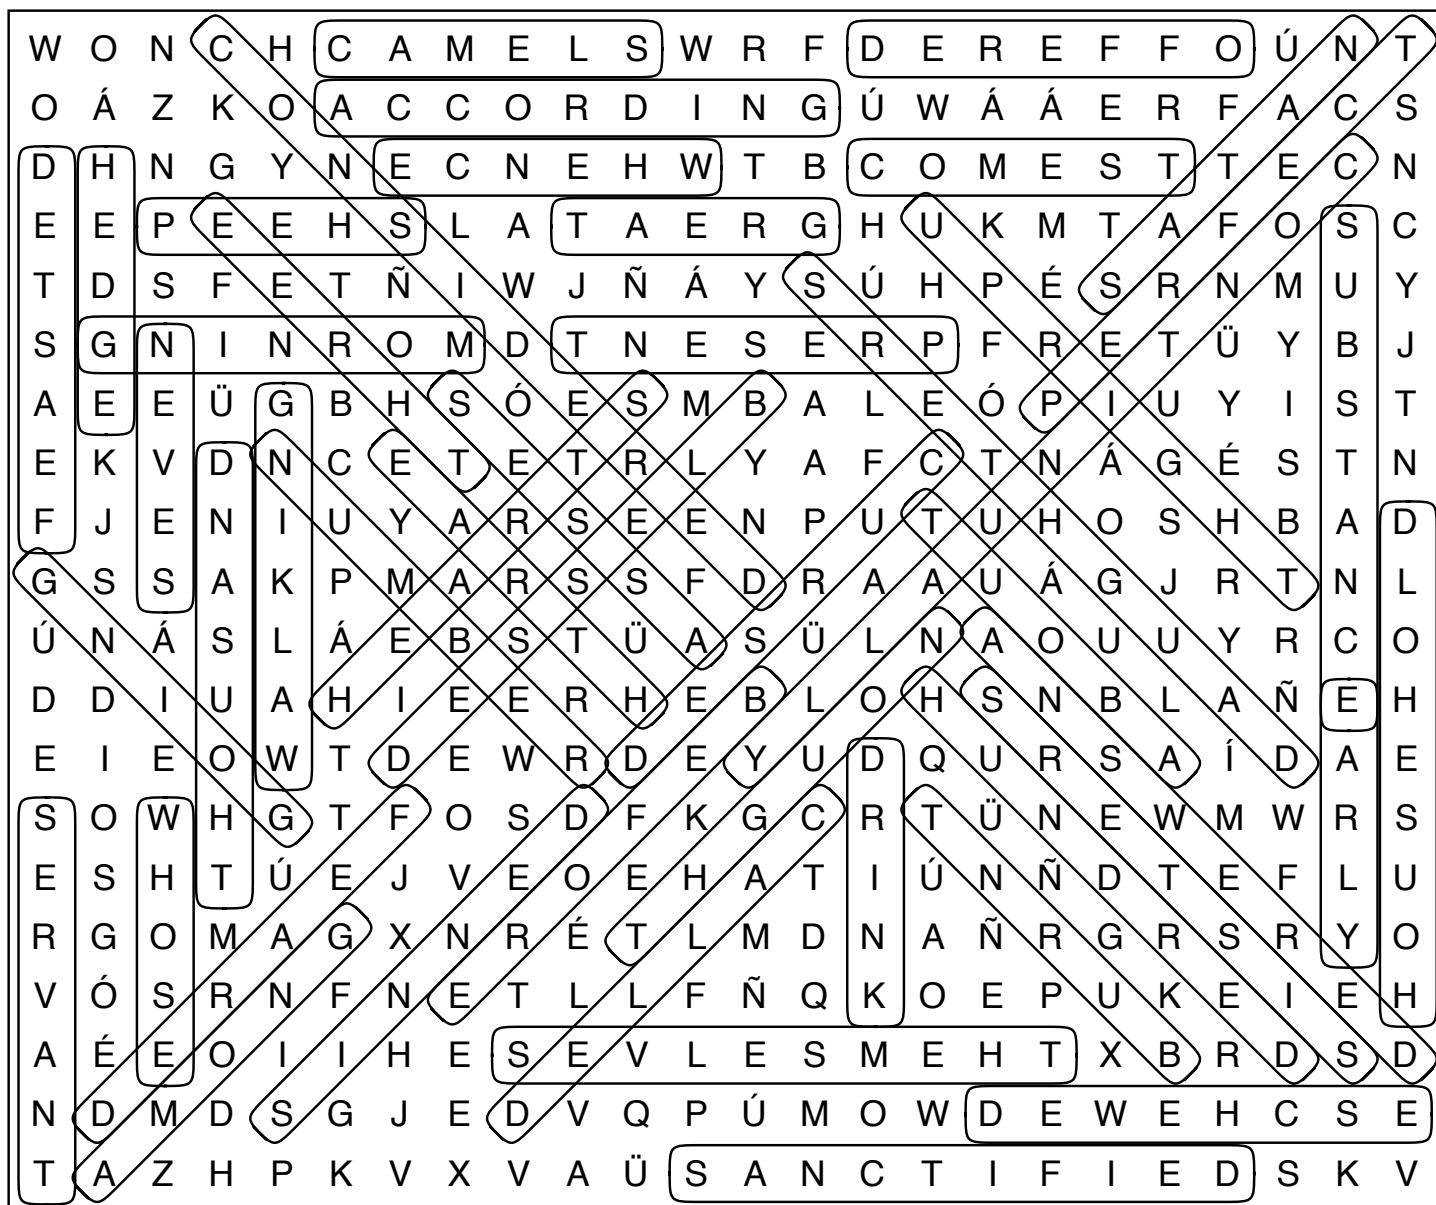 W O N C H C A M E L S W R F D E R E F F O Ú N T
O Á Z K O A C C O R D I N G Ú W Á Á E R F A C S
D H N G Y N E C N E H W T B C O M E S T T E C N
E E P E E H S L A T A E R G H U K M T A F O S C
T D S F E T Ñ I W J Ñ Á Y S Ú H P É S R N M U Y
S G N I N R O M D T N E S E R P F R E T Ü Y B J
A E E Ü G B H S Ó E S M B A L E Ó P I U Y I S T
E K V D N C E T E T R L Y A F C T N Á G É S T N
F J E N I U Y A R S E E N P U T U H O S H B A D
G S S A K P M A R S S F D R A A U Á G J R T N L
Ú N Á S L Á E B S T Ü A S Ü L N A O U U Y R C O
D D I U A H I E E R H E B L O H S N B L A Ñ E H
E I E O W T D E W R D E Y U D Q U R S A Í D A E
S O W H G T F O S D F K G C R T Ü N E W M W R S
E S H T Ú E J V E O E H A T I Ú N Ñ D T E F L U
R G O M A G X N R É T L M D N A Ñ R G R S R Y O
V Ó S R N F N E T L L F Ñ Q K O E P U K E I E H
A É E O I I H E S E V L E S M E H T X B R D S D
N D M D S G J E D V Q P Ú M O W D E W E H C S E
T A Z H P K V X V A Ü S A N C T I F I E D S K V